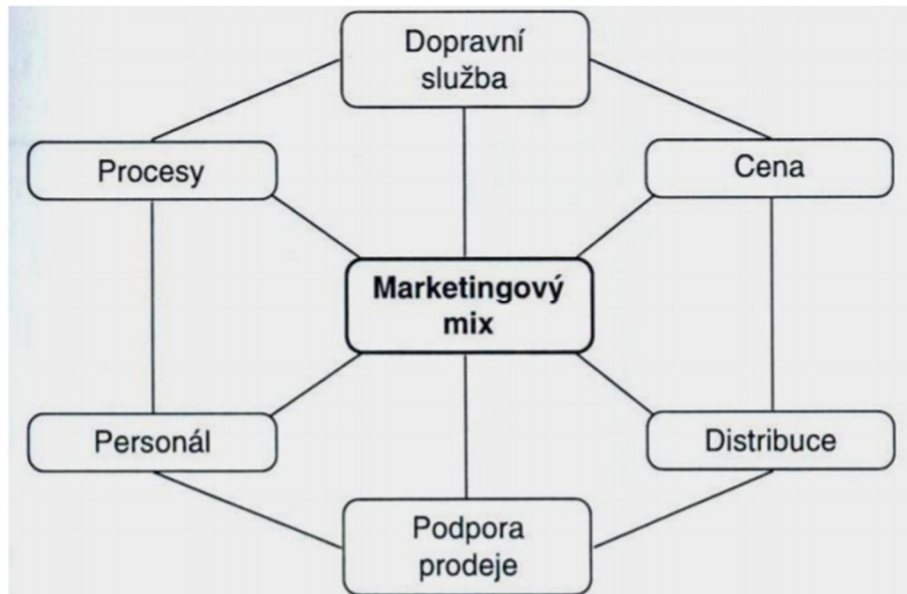 Dopravní
služba
Procesy
Cena
Marketingový
mix
Personál
Distribuce
Podpora
prodeje